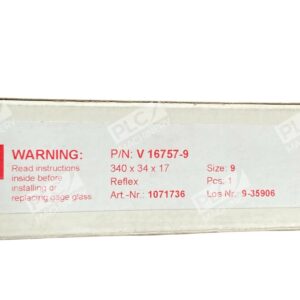 WARNING:
Read instructions
inside before
installing or
replacing gage glass
P/N: V 16757-9
340 x 34 x 17
Reflex
Art.-Nr.: 1071736
Size: 9
Pcs. 1
Los Nr.: 9-35906